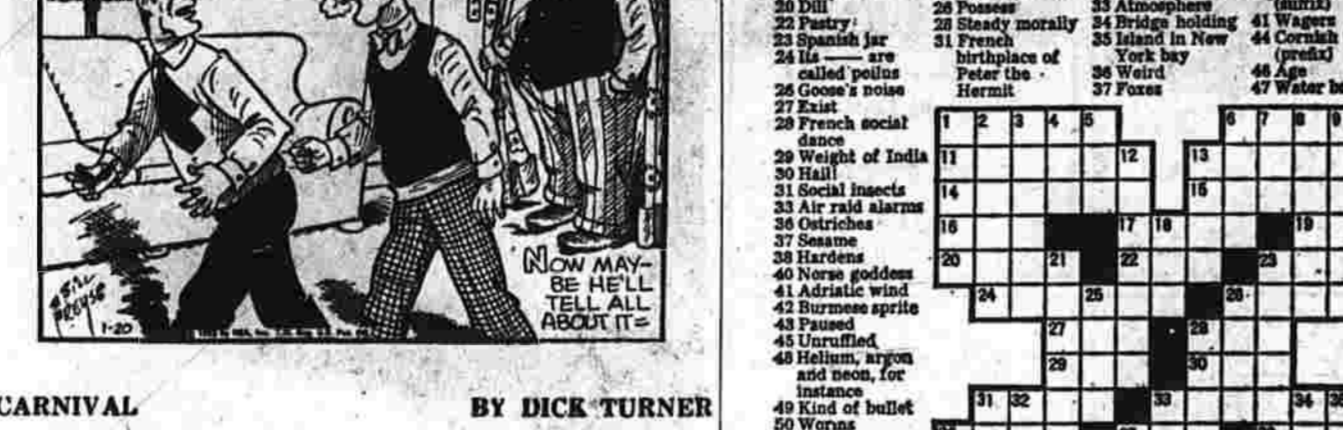 NOW MAY-
BE HE'LL
TELL ALL
ABOUT IT=
1-20
CARNIVAL
BY DICK TURNER
20 Dill
22 Pastry
23 Spanish jar
24 Its —— are
called poilus
26 Goose's noise
27 Exist
28 French social
dance
29 Weight of India
30 Hail!
31 Social insects
33 Air raid alarms
36 Ostriches
37 Sesame
38 Hardens
40 Norse goddess
41 Adriatic wind
42 Burmese sprite
43 Paused
45 Unruffled
48 Helium, argon
and neon, for
instance
49 Kind of bullet
50 Worms
26 Possess
28 Steady morally
31 French
birthplace of
Peter the
Hermit
33 Atmosphere
34 Bridge holding
35 Island in New
York bay
36 Weird
37 Foxes
(suffix)
41 Wagers
44 Cornish
(prefix)
46 Age
47 Water
1 2 3 4 5 6 7 8 9
11 12 13
14 15
16 17 18 19
20 21 22 23
24 25 26
27 28
29 30
31 32 33 34 35